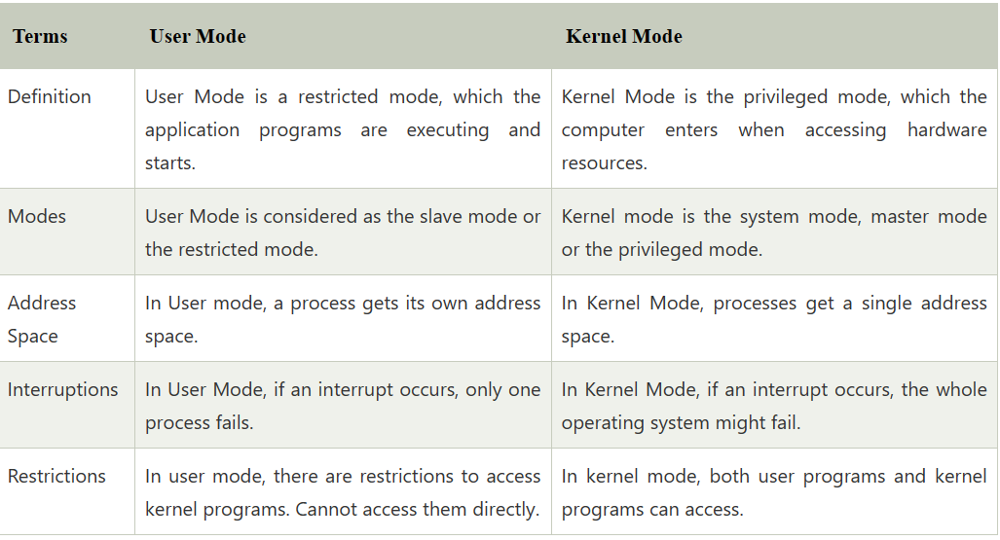 Terms User Mode Kernel Mode
Definition
User Mode is a restricted mode, which the
application programs are executing and
starts.
Kernel Mode is the privileged mode, which the
computer enters when accessing hardware
resources.
Modes
User Mode is considered as the slave mode or
the restricted mode.
Kernel mode is the system mode, master mode
or the privileged mode.
Address
Space
In User mode, a process gets its own address
space.
In Kernel Mode, processes get a single address
space.
Interruptions
In User Mode, if an interrupt occurs, only one
process fails.
In Kernel Mode, if an interrupt occurs, the whole
operating system might fail.
Restrictions
In user mode, there are restrictions to access
kernel programs. Cannot access them directly.
In kernel mode, both user programs and kernel
programs can access.